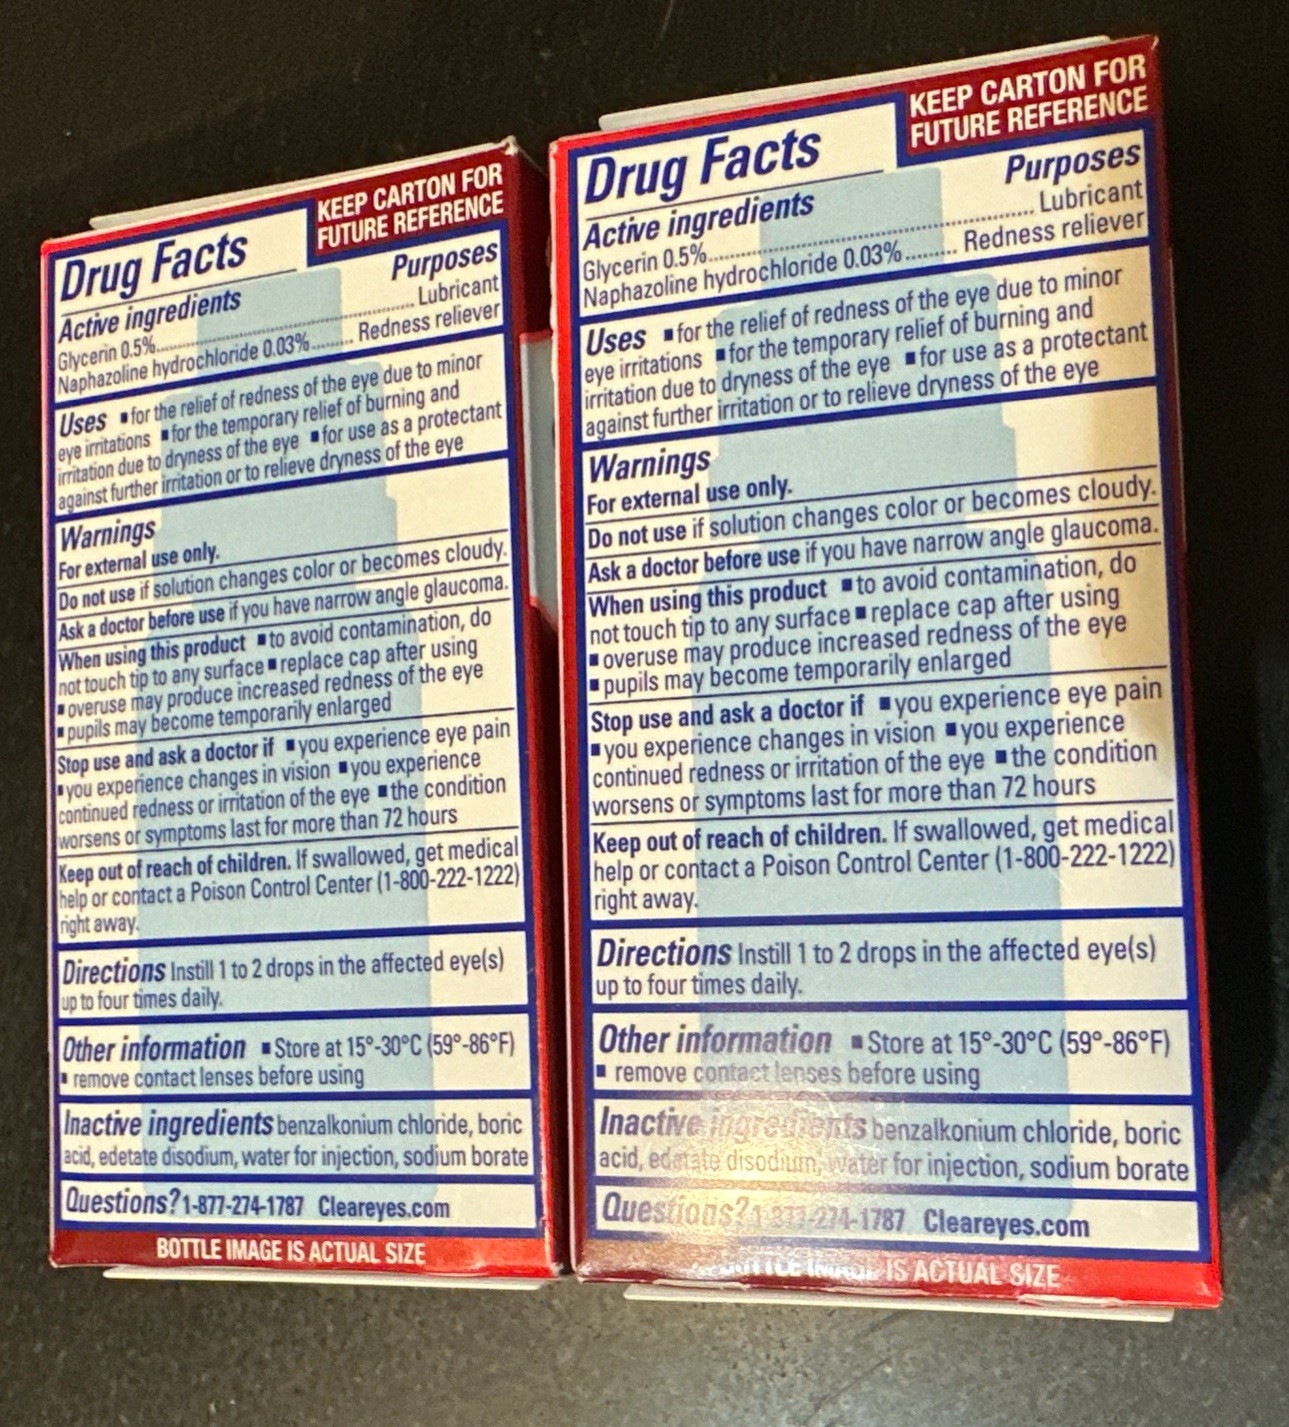 KEEP CARTON FOR
FUTURE REFERENCE
Drug Facts
Active ingredients Purposes
Glycerin 0.5%.................................... Lubricant
Naphazoline hydrochloride 0.03%......... Redness reliever
Uses ■ for the relief of redness of the eye due to minor
eye irritations ■ for the temporary relief of burning and
irritation due to dryness of the eye ■ for use as a protectant
against further irritation or to relieve dryness of the eye
Warnings
For external use only.
Do not use if solution changes color or becomes cloudy.
Ask a doctor before use if you have narrow angle glaucoma.
When using this product ■ to avoid contamination, do
not touch tip to any surface ■ replace cap after using
■ overuse may produce increased redness of the eye
■ pupils may become temporarily enlarged
Stop use and ask a doctor if ■ you experience eye pain
■ you experience changes in vision ■ you experience
continued redness or irritation of the eye ■ the condition
worsens or symptoms last for more than 72 hours
Keep out of reach of children. If swallowed, get medical
help or contact a Poison Control Center (1-800-222-1222)
right away.
Directions Instill 1 to 2 drops in the affected eye(s)
up to four times daily.
Other information ■ Store at 15°-30°C (59°-86°F)
■ remove contact lenses before using
Inactive ingredients benzalkonium chloride, boric
acid, edetate disodium, water for injection, sodium borate
Questions? 1-877-274-1787 Cleareyes.com
BOTTLE IMAGE IS ACTUAL SIZE
KEEP CARTON FOR
FUTURE REFERENCE
Drug Facts
Active ingredients Purposes
Glycerin 0.5%.................................... Lubricant
Naphazoline hydrochloride 0.03%......... Redness reliever
Uses ■ for the relief of redness of the eye due to minor
eye irritations ■ for the temporary relief of burning and
irritation due to dryness of the eye ■ for use as a protectant
against further irritation or to relieve dryness of the eye
Warnings
For external use only.
Do not use if solution changes color or becomes cloudy.
Ask a doctor before use if you have narrow angle glaucoma.
When using this product ■ to avoid contamination, do
not touch tip to any surface ■ replace cap after using
■ overuse may produce increased redness of the eye
■ pupils may become temporarily enlarged
Stop use and ask a doctor if ■ you experience eye pain
■ you experience changes in vision ■ you experience
continued redness or irritation of the eye ■ the condition
worsens or symptoms last for more than 72 hours
Keep out of reach of children. If swallowed, get medical
help or contact a Poison Control Center (1-800-222-1222)
right away.
Directions Instill 1 to 2 drops in the affected eye(s)
up to four times daily.
Other information ■ Store at 15°-30°C (59°-86°F)
■ remove contact lenses before using
Inactive ingredients benzalkonium chloride, boric
acid, edetate disodium, water for injection, sodium borate
Questions? 1-877-274-1787 Cleareyes.com
BOTTLE IMAGE IS ACTUAL SIZE